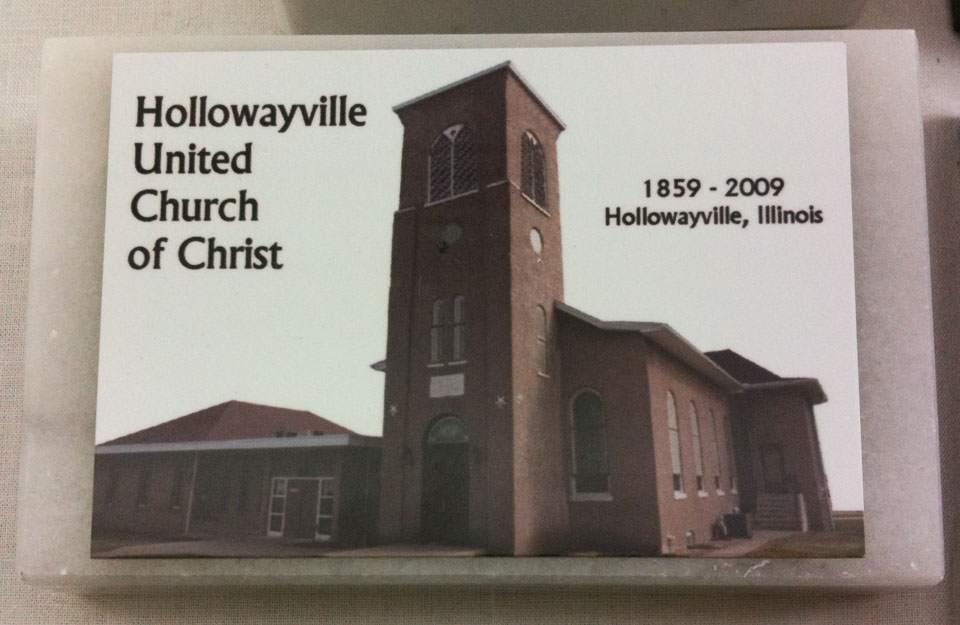 Hollowayville
United
Church
of Christ
1859 - 2009
Hollowayville, Illinois